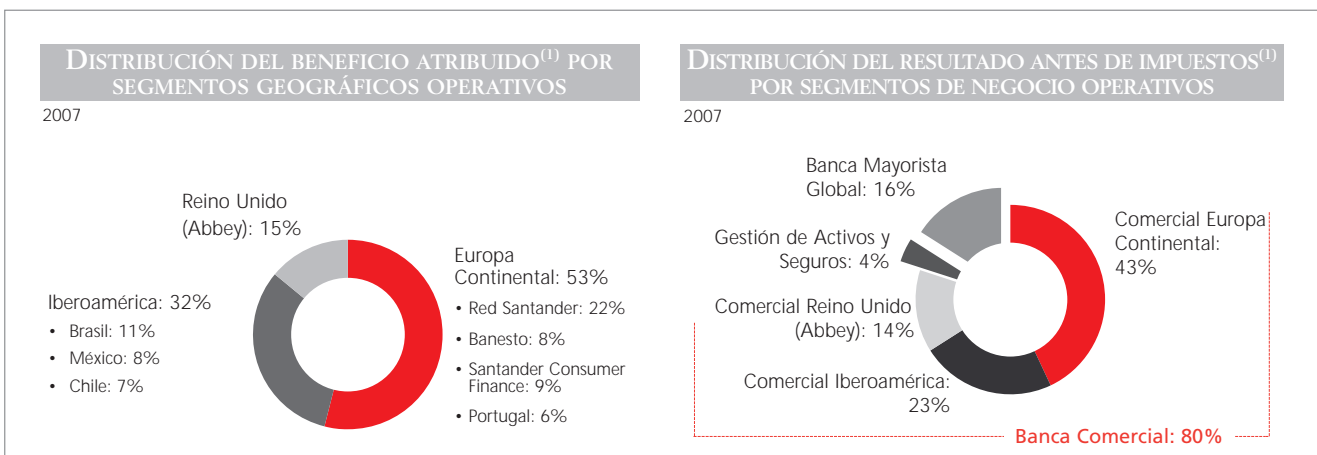 DISTRIBUCIÓN DEL BENEFICIO ATRIBUIDO(1) POR
SEGMENTOS GEOGRÁFICOS OPERATIVOS
2007
Reino Unido
(Abbey): 15%
Europa
Continental: 53%
• Red Santander: 22%
• Banesto: 8%
• Santander Consumer
Finance: 9%
• Portugal: 6%
Iberoamérica: 32%
• Brasil: 11%
• México: 8%
• Chile: 7%
DISTRIBUCIÓN DEL RESULTADO ANTES DE IMPUESTOS(1)
POR SEGMENTOS DE NEGOCIO OPERATIVOS
2007
Banca Mayorista
Global: 16%
Comercial Europa
Continental:
43%
Gestión de Activos y
Seguros: 4%
Comercial Reino Unido
(Abbey): 14%
Comercial Iberoamérica:
23%
Banca Comercial: 80%